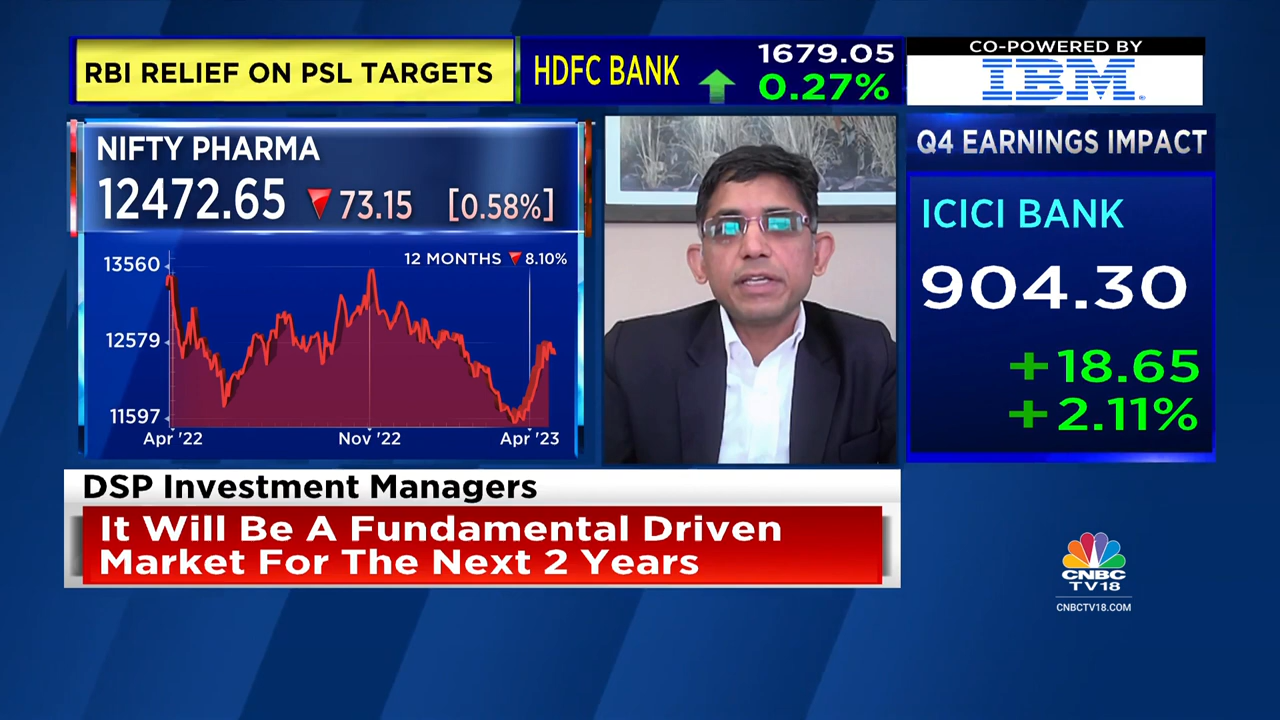 RBI RELIEF ON PSL TARGETS
HDFC BANK
1679.05
0.27%
CO-POWERED BY
IBM
NIFTY PHARMA
12472.65 73.15 [0.58%]
12 MONTHS 8.10%
13560
12579
11597
Apr '22 Nov '22 Apr '23
Q4 EARNINGS IMPACT
ICICI BANK
904.30
+18.65
+2.11%
DSP Investment Managers
It Will Be A Fundamental Driven
Market For The Next 2 Years
CNBC
TV18
CNBCTV18.COM